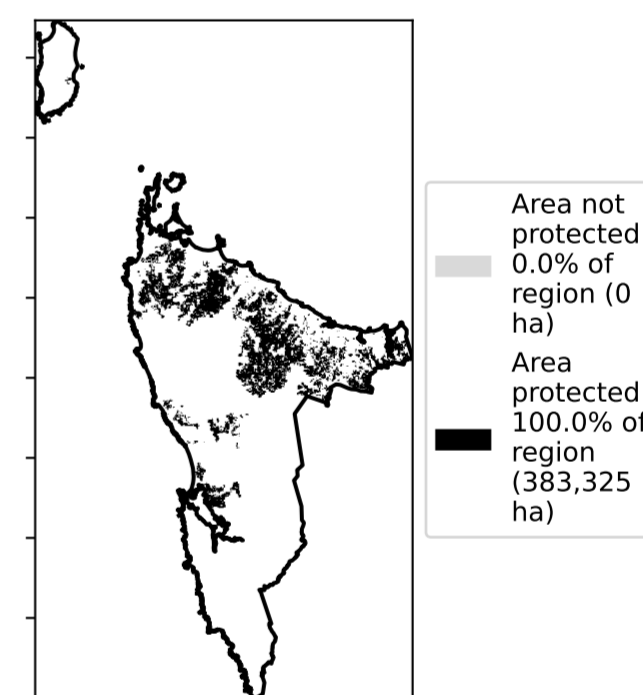 Area not
protected
0.0% of
region (0
ha)
Area
protected
100.0% of
region
(383,325
ha)